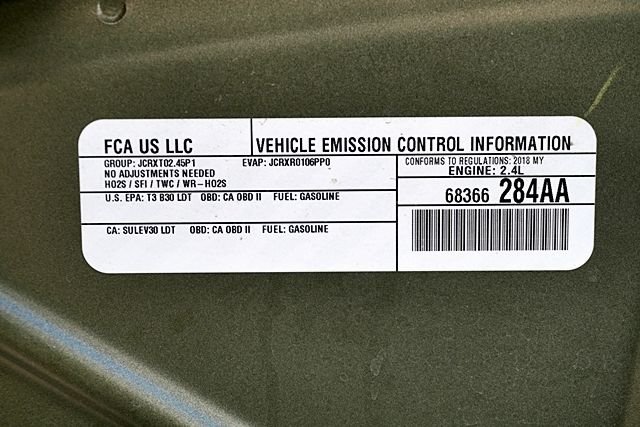 FCA US LLC
VEHICLE EMISSION CONTROL INFORMATION
GROUP: JCRXT02.45P1 EVAP: JCRXR0106PP0
NO ADJUSTMENTS NEEDED
HO2S / SFI / TWC / WR-HO2S
CONFORMS TO REGULATIONS: 2018 MY
ENGINE: 2.4L
U.S. EPA: T3 B30 LDT OBD: CA OBD II FUEL: GASOLINE
68366 284AA
CA: SULEV30 LDT OBD: CA OBD II FUEL: GASOLINE